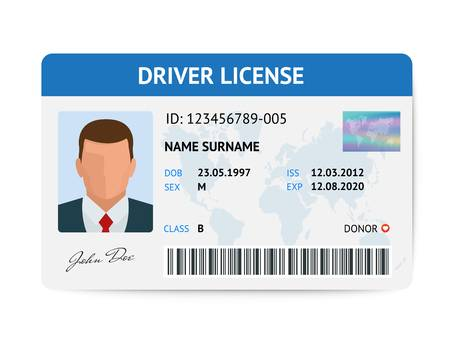 DRIVER LICENSE
ID: 123456789-005
NAME SURNAME
DOB 23.05.1997 ISS 12.03.2012
SEX M EXP 12.08.2020
CLASS B DONOR
John Doe